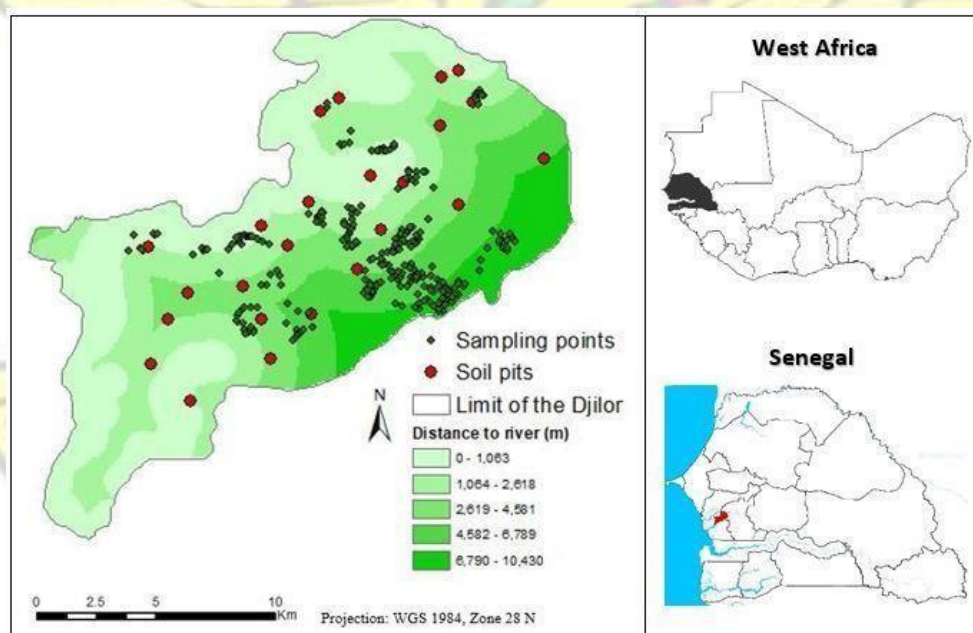 Sampling points
Soil pits
Limit of the Djilor
N
Distance to river (m)
0 - 1,063
1,064 - 2,618
2,619 - 4,581
4,582 - 6,789
6,790 - 10,430
0 2.5 5 10
Km
Projection: WGS 1984, Zone 28 N
West Africa
Senegal